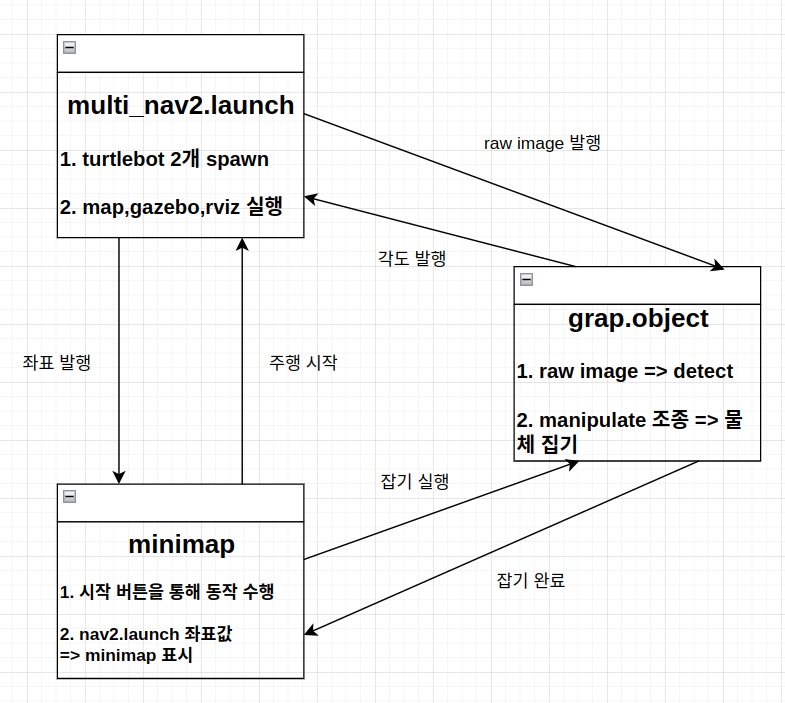 multi_nav2.launch
1. turtlebot 2개 spawn
2. map,gazebo,rviz 실행
raw image 발행
각도 발행
grap.object
1. raw image => detect
2. manipulate 조종 => 물
체 집기
좌표 발행
주행 시작
잡기 실행
minimap
1. 시작 버튼을 통해 동작 수행
2. nav2.launch 좌표값
=> minimap 표시
잡기 완료